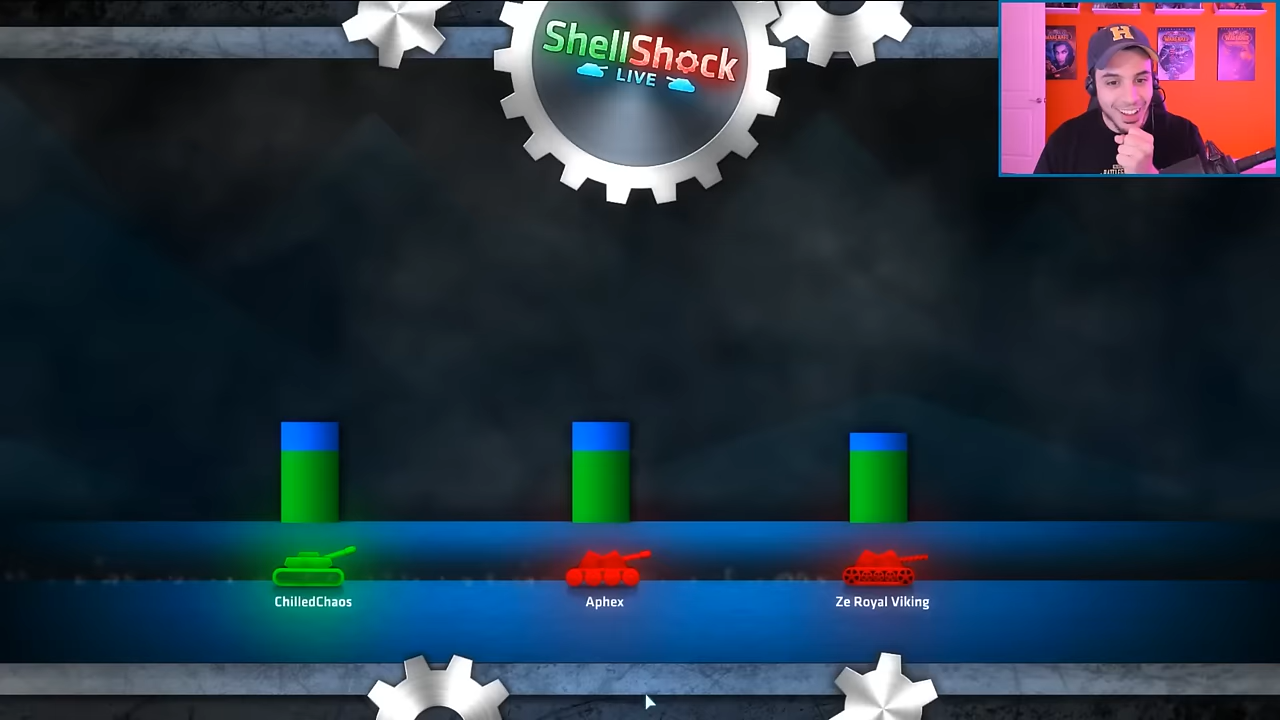 ShellShock
LIVE
H
ChilledChaos
Aphex
Ze Royal Viking